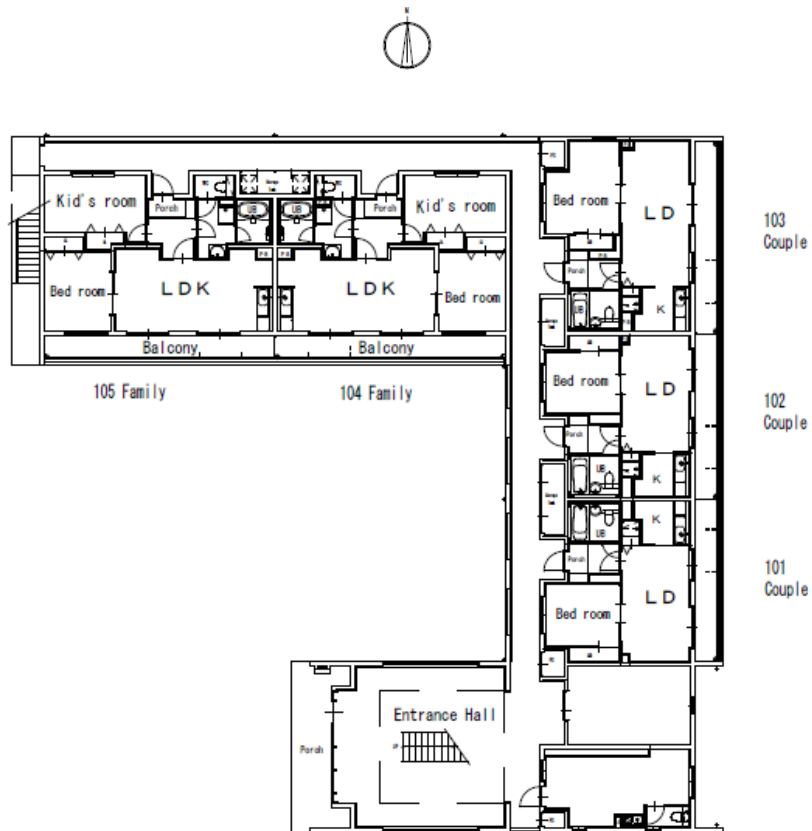 N
Kid's room
Porch
UB
UB
Porch
Kid's room
Bed room
LDK
LDK
Bed room
Balcony
Balcony
105 Family
104 Family
Bed room
LD
103
Couple
Porch
UB
K
Bed room
LD
102
Couple
Porch
UB
K
K
UB
Porch
LD
101
Couple
Bed room
Entrance Hall
UP
Porch